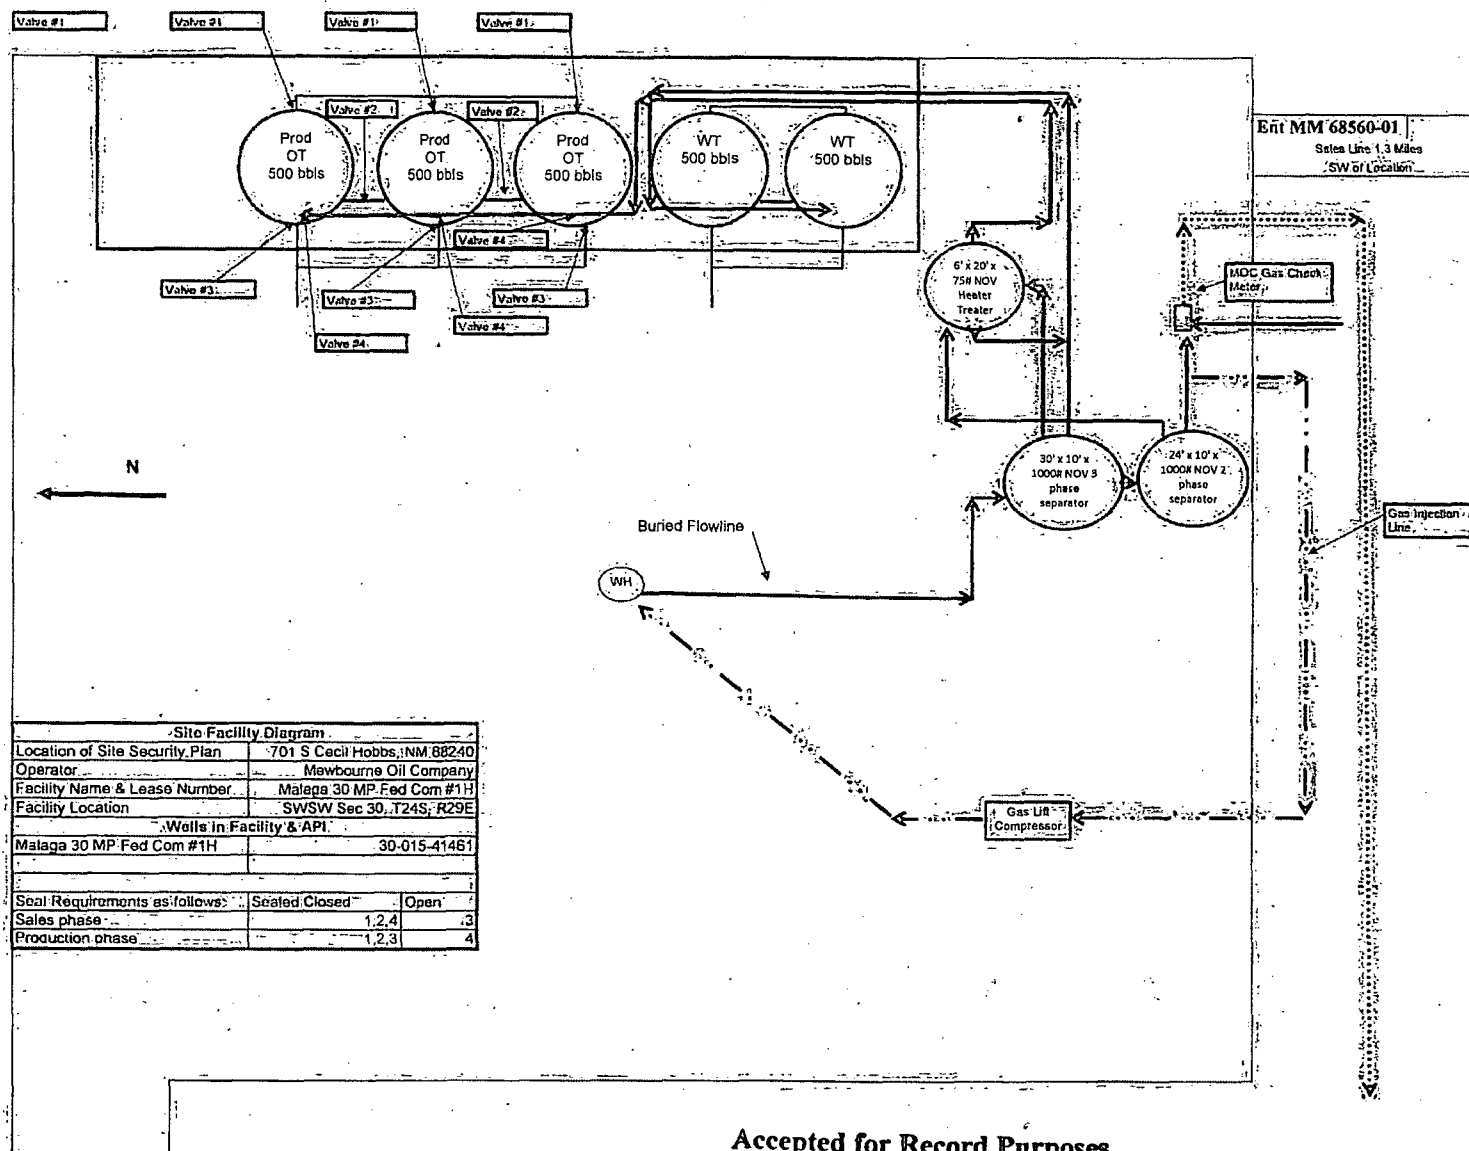 Valve #1
Valve #1
Valve #1
Valve #1
Valve #2
Valve #2
Prod
OT
500 bbls
Prod
OT
500 bbls
Prod
OT
500 bbls
WT
500 bbls
WT
500 bbls
Ent MM 68560-01
Sales Line 1.3 Miles
SW of Location
Valve #4
Valve #3
Valve #3
Valve #3
Valve #4
Valve #4
6' x 20' x
75# NOV
Heater
Treater
MOC Gas Check
Meter
N
30' x 10' x
1000# NOV 3
phase
separator
24' x 10' x
1000# NOV 2
phase
separator
Gas Injection
Line
Buried Flowline
WH
Gas Lift
Compressor
Site Facility Diagram
Location of Site Security Plan 701 S Cecil Hobbs, NM 88240
Operator Mewbourne Oil Company
Facility Name & Lease Number Malaga 30 MP Fed Com #1H
Facility Location SWSW Sec 30, T24S, R29E
Wells in Facility & API
Malaga 30 MP Fed Com #1H 30-015-41461
Seal Requirements as follows: Sealed Closed Open
Sales phase 1,2,4 3
Production phase 1,2,3 4
Accepted for Record Purposes